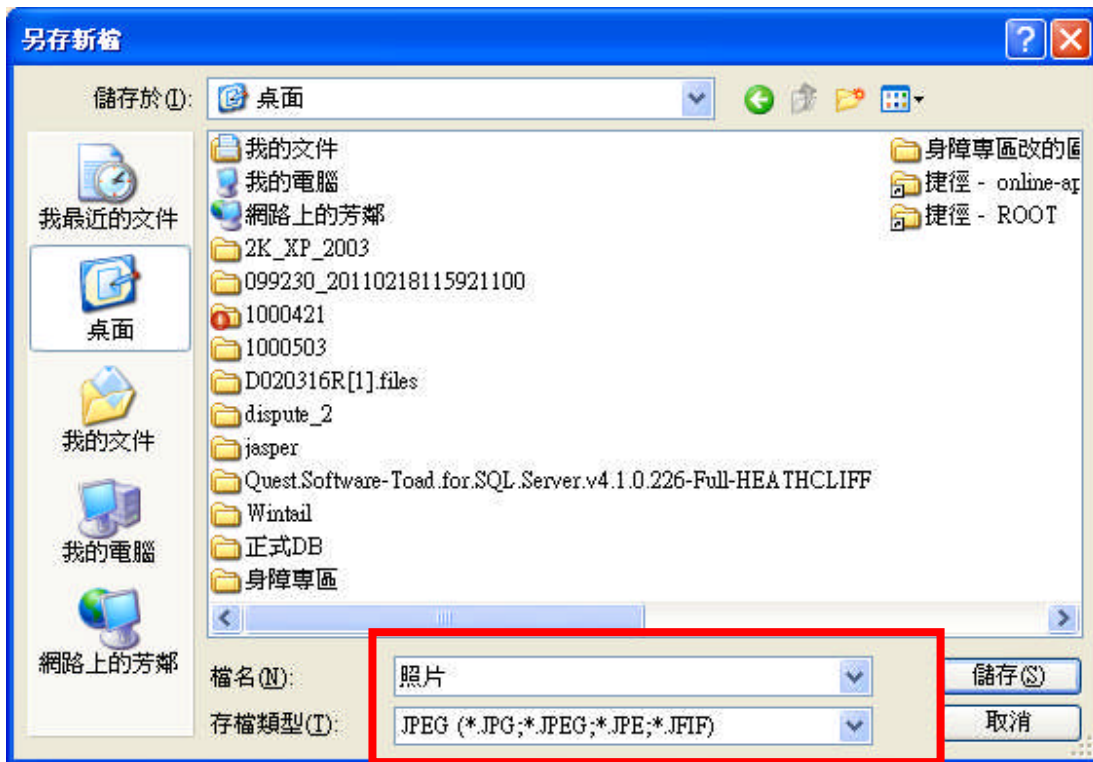 另存新檔
儲存於(I):
桌面
我最近的文件
桌面
我的文件
我的電腦
網路上的芳鄰
我的文件
我的電腦
網路上的芳鄰
2K_XP_2003
099230_20110218115921100
1000421
1000503
D020316R[1].files
dispute_2
jasper
Quest.Software-Toad.for.SQL.Server.v4.1.0.226-Full-HEATHCLIFF
Wintail
正式DB
身障專區
身障專區改的
捷徑 - online-ap
捷徑 - ROOT
檔名(N):
照片
儲存(S)
存檔類型(T):
JPEG (*.JPG;*.JPEG;*.JPE;*.JFIF)
取消